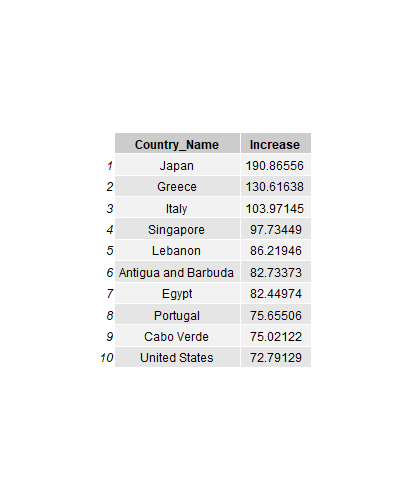 Country_Name Increase
1 Japan 190.86556
2 Greece 130.61638
3 Italy 103.97145
4 Singapore 97.73449
5 Lebanon 86.21946
6 Antigua and Barbuda 82.73373
7 Egypt 82.44974
8 Portugal 75.65506
9 Cabo Verde 75.02122
10 United States 72.79129